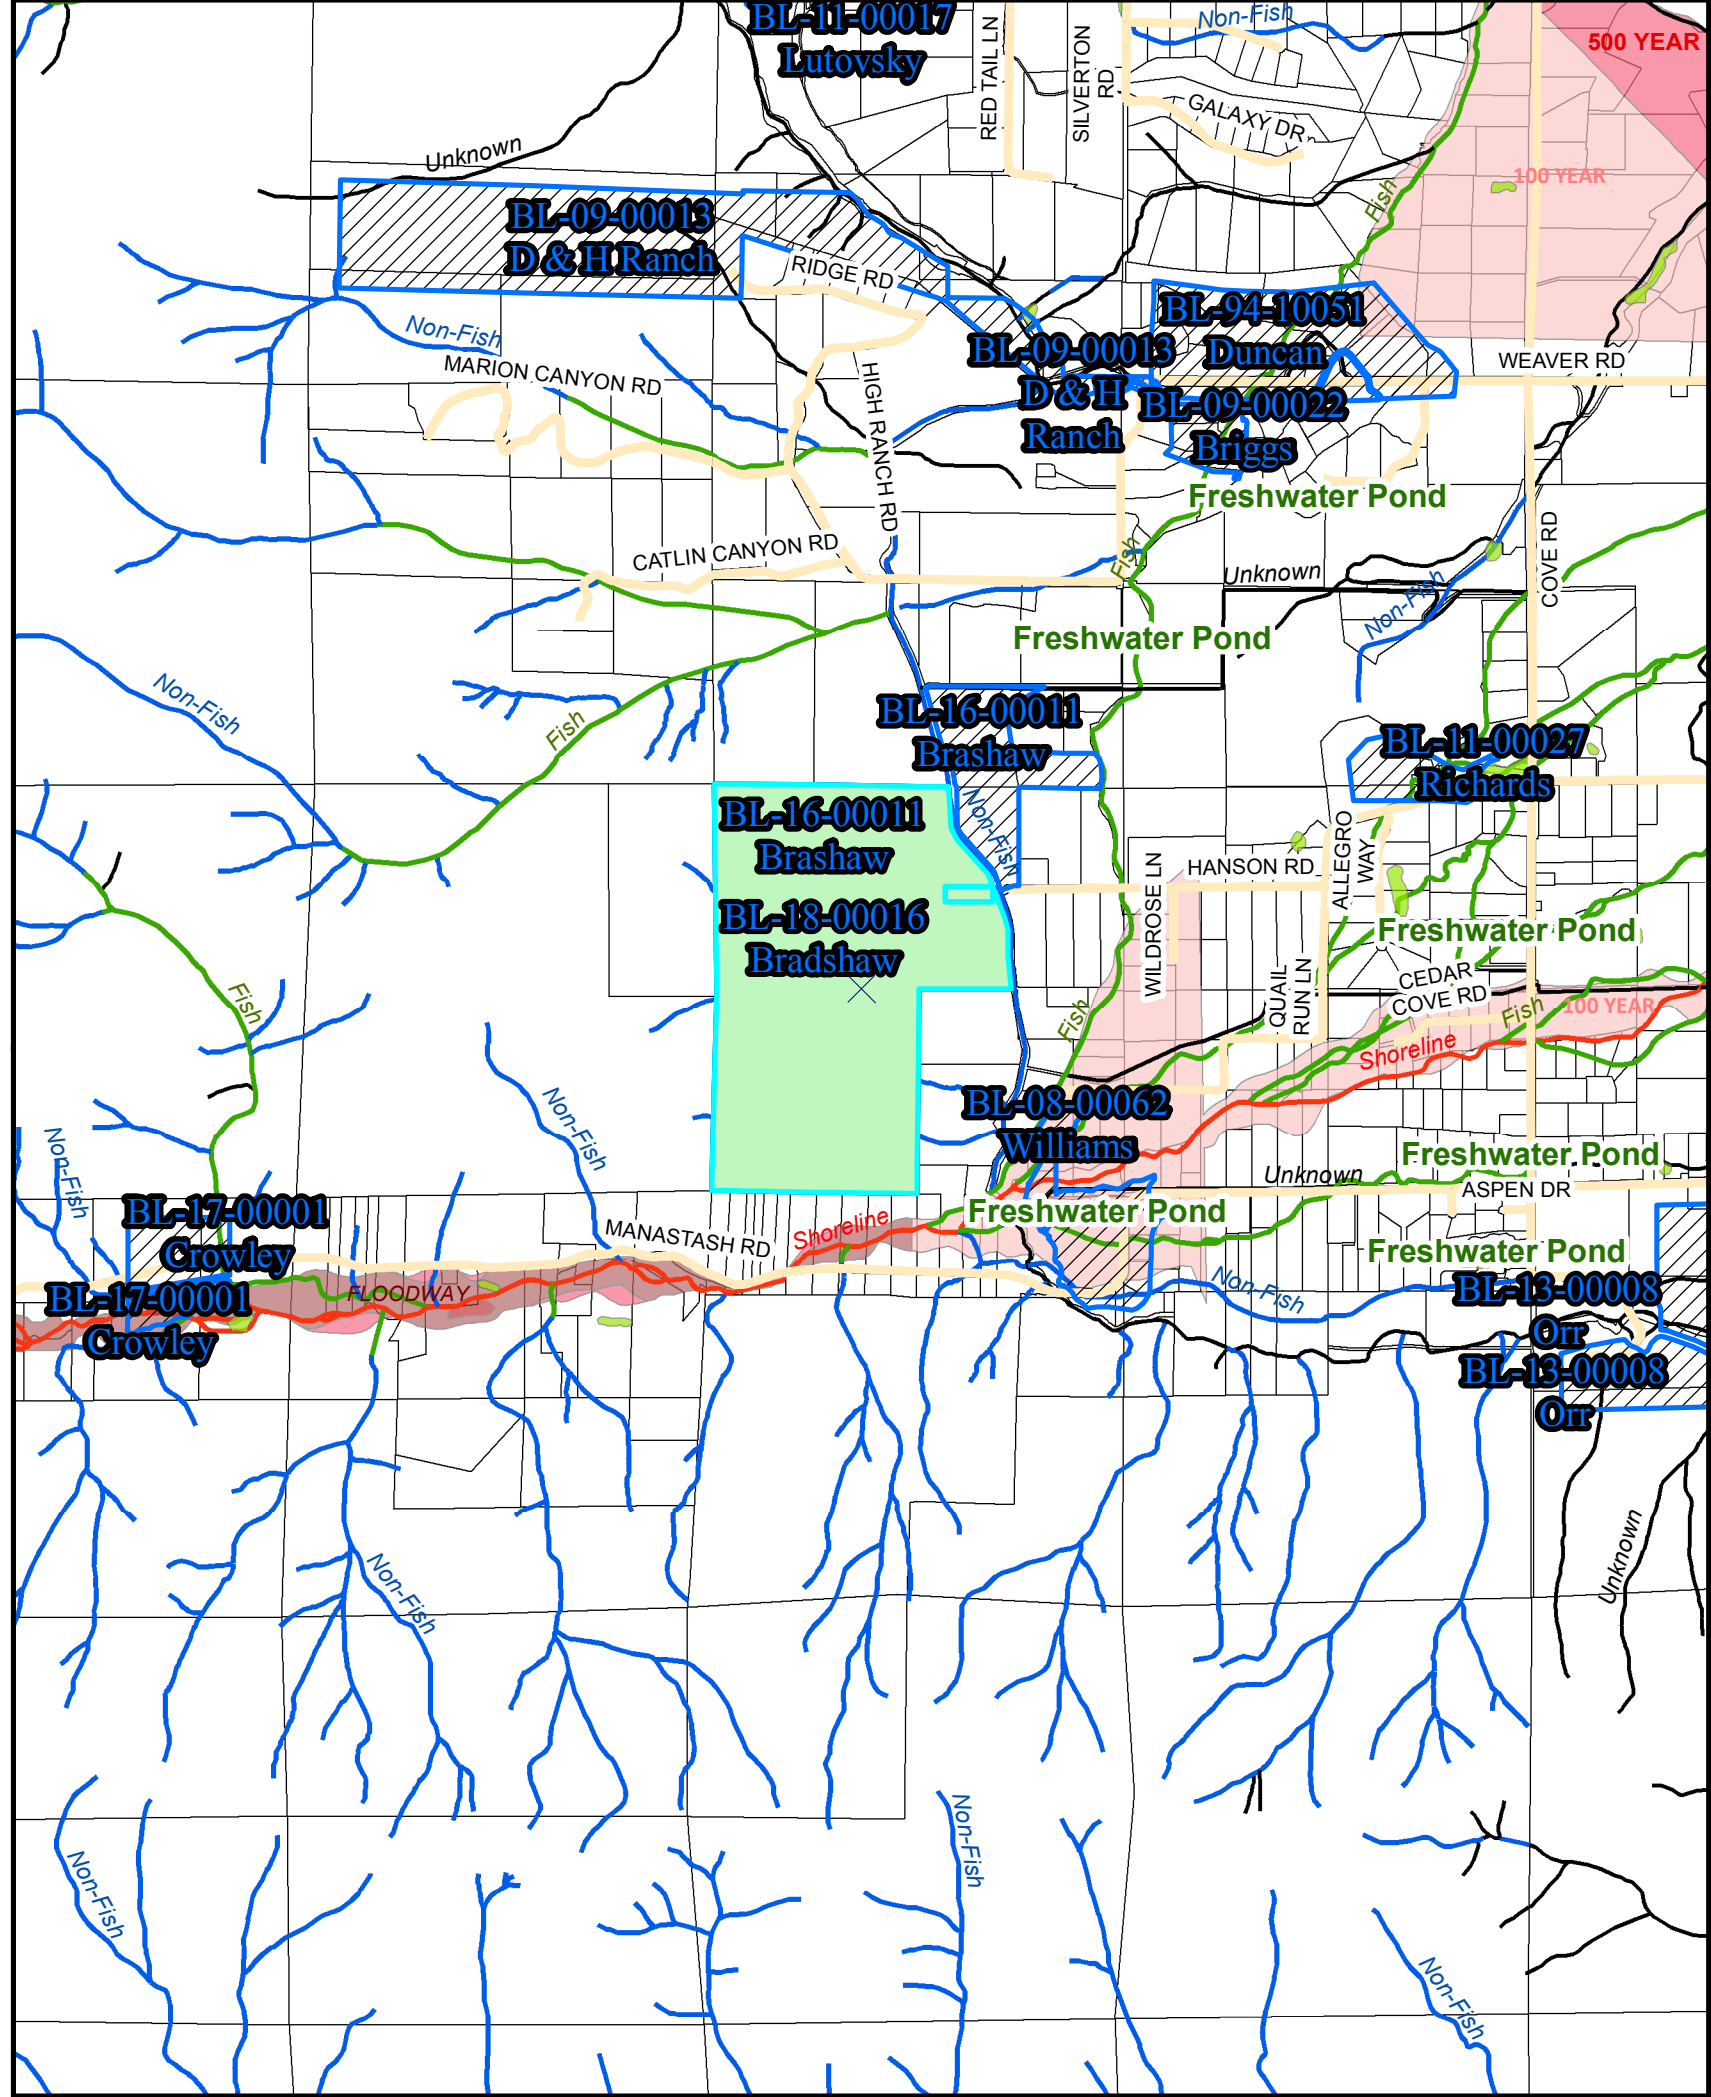 BL-11-00017
Lutovsky
RED TAIL LN
SILVERTON
RD
Non-Fish
500 YEAR
GALAXY DR
Unknown
100 YEAR
Fish
BL-09-00013
D & H Ranch
RIDGE RD
Non-Fish
MARION CANYON RD
HIGH RANCH RD
BL-94-10051
Duncan
BL-09-00013
D & H
Ranch
BL-09-00022
Briggs
WEAVER RD
Freshwater Pond
CATLIN CANYON RD
Fish
Unknown
COVE RD
Non-Fish
Freshwater Pond
Non-Fish
Fish
BL-16-00011
Brashaw
BL-11-00027
Richards
BL-16-00011
Brashaw
Non-Fish
HANSON RD
ALLEGRO
WAY
WILDROSE LN
BL-18-00016
Bradshaw
Freshwater Pond
QUAIL
RUN LN
CEDAR
COVE RD
Fish
Fish
Fish
100 YEAR
Shoreline
Non-Fish
Non-Fish
BL-08-00062
Williams
Freshwater Pond
Unknown
ASPEN DR
BL-17-00001
Crowley
MANASTASH RD
Shoreline
Freshwater Pond
Freshwater Pond
Non-Fish
BL-17-00001
Crowley
FLOODWAY
BL-13-00008
Orr
BL-13-00008
Orr
Non-Fish
Unknown
Non-Fish
Non-Fish
Non-Fish